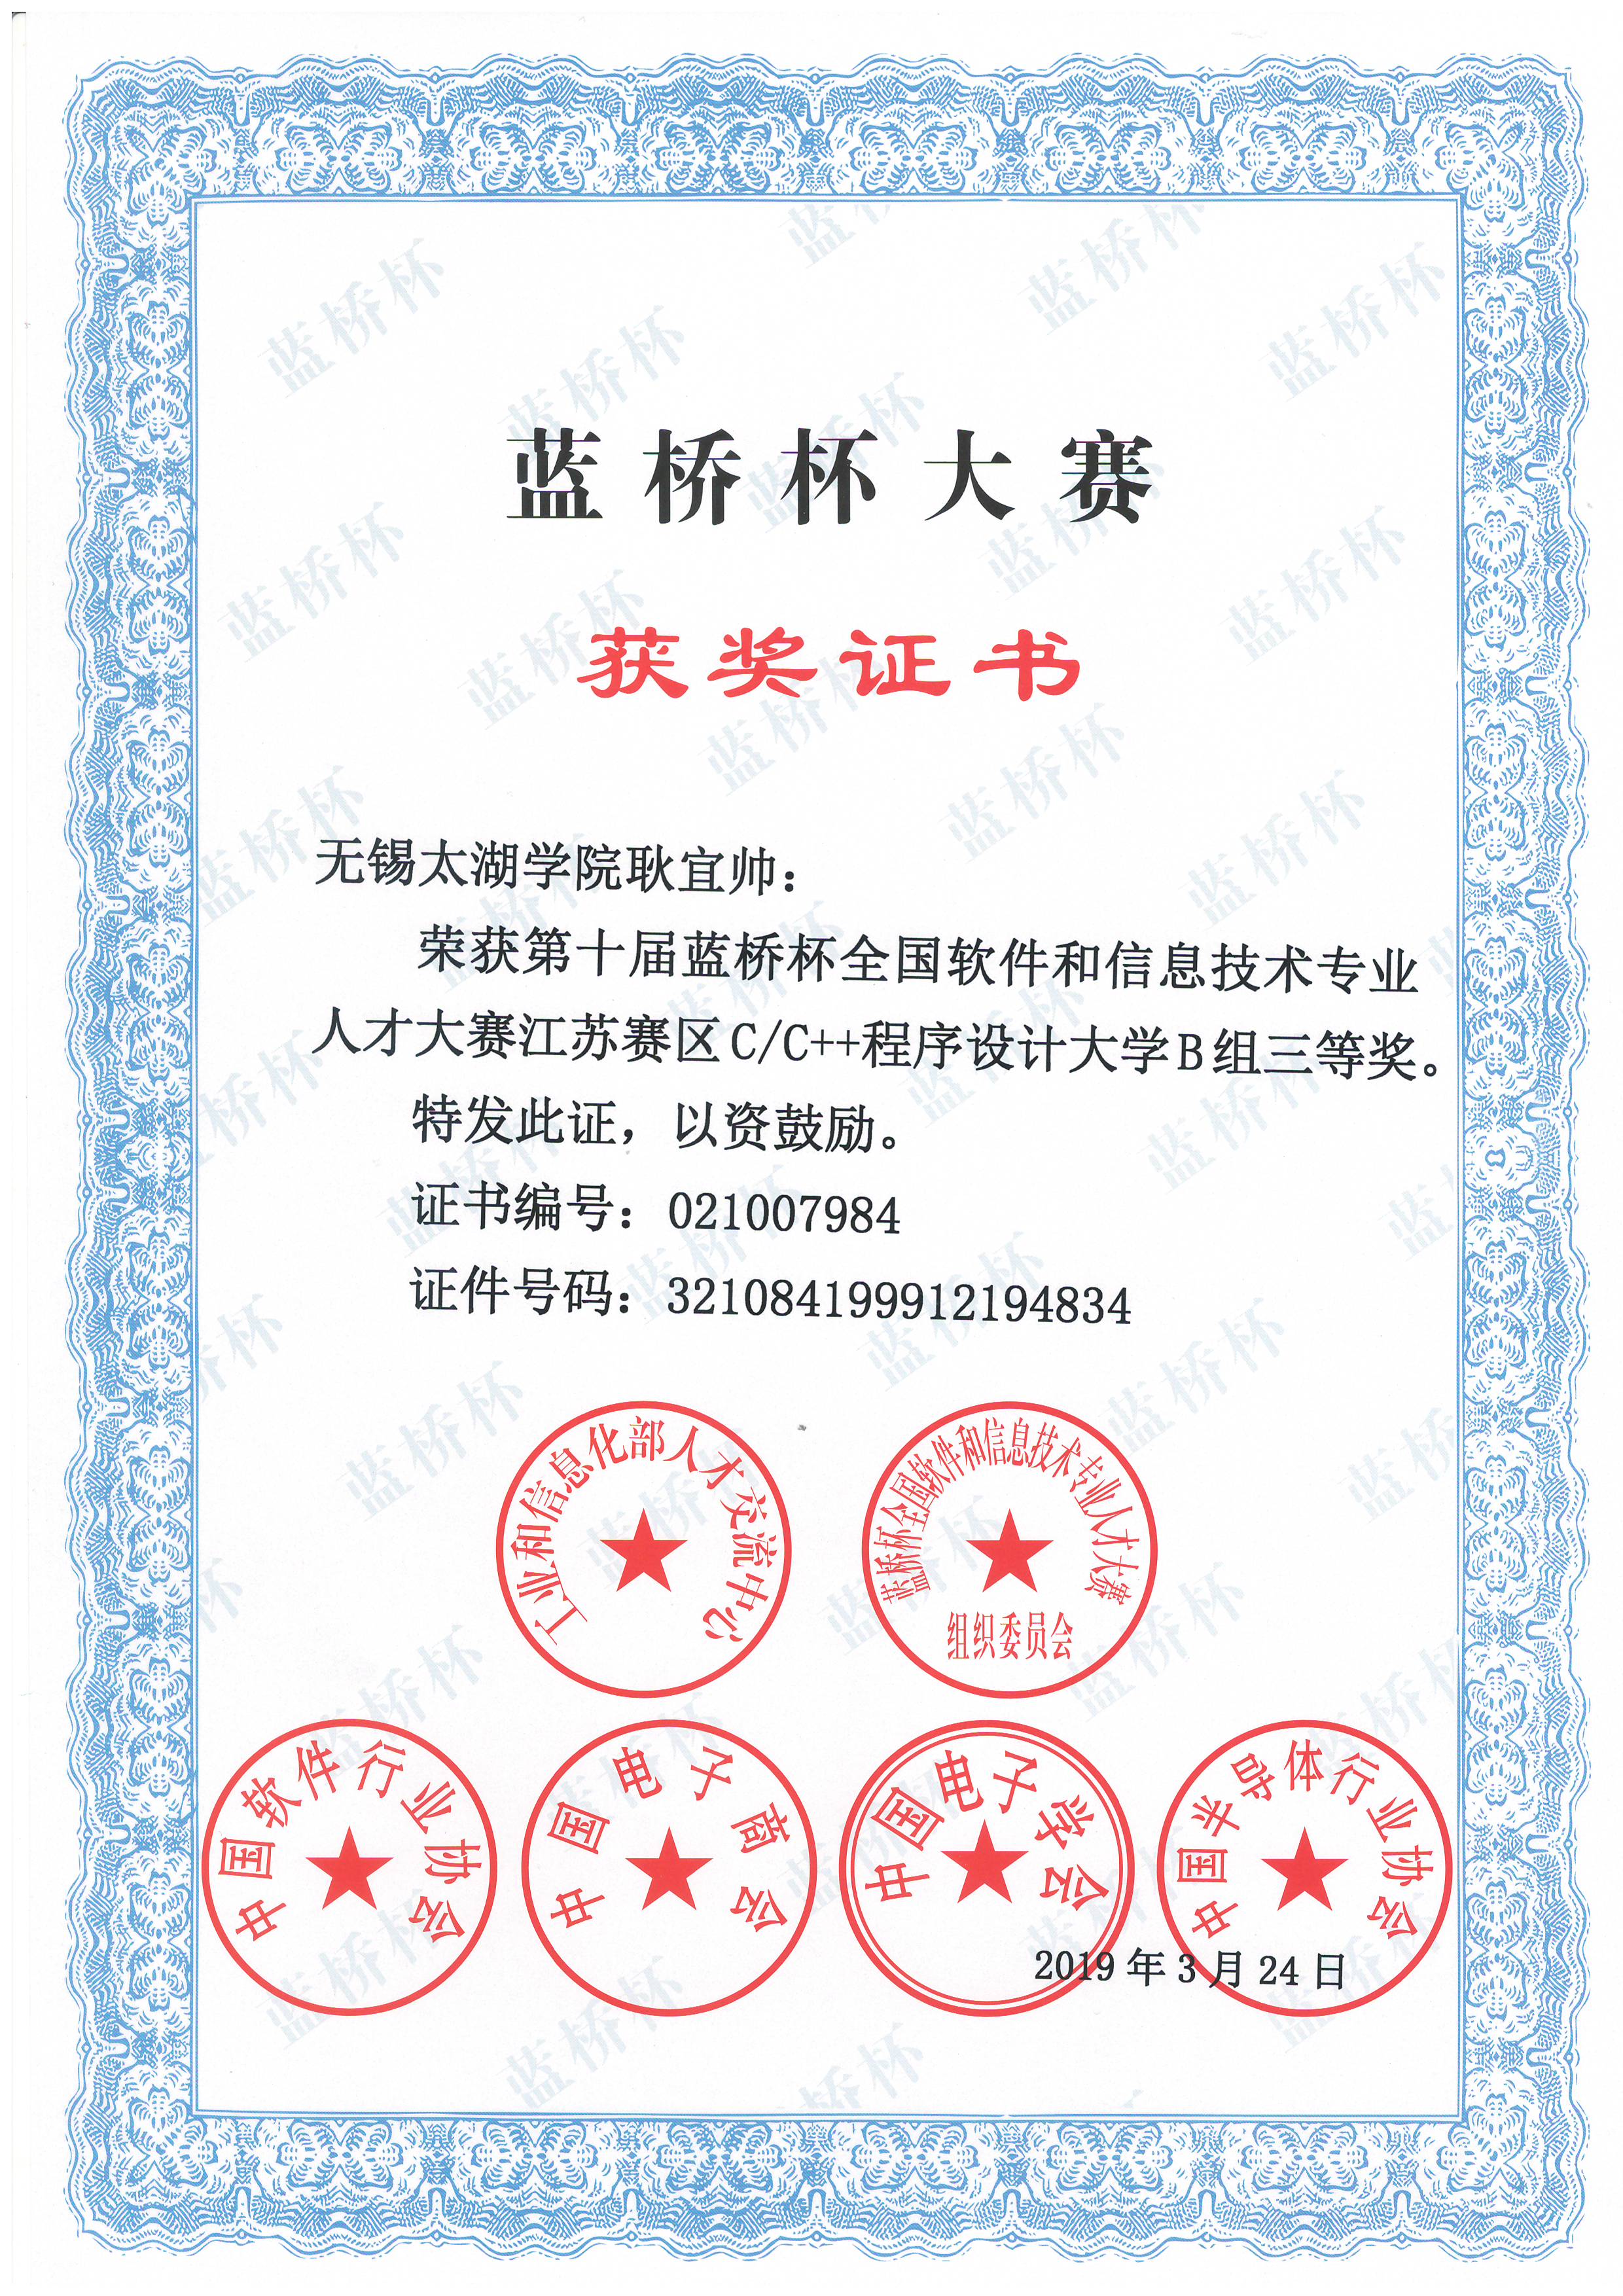 蓝桥杯大赛
获奖证书
无锡太湖学院耿宜帅：
荣获第十届蓝桥杯全国软件和信息技术专业
人才大赛江苏赛区C/C++程序设计大学B组三等奖。
特发此证，以资鼓励。
证书编号：021007984
证件号码：321084199912194834
工业和信息化部人才交流中心
蓝桥杯全国软件和信息技术专业人才大赛
组织委员会
中国软件行业协会
中国电子商会
中国电子学会
中国半导体行业协会
2019年3月24日